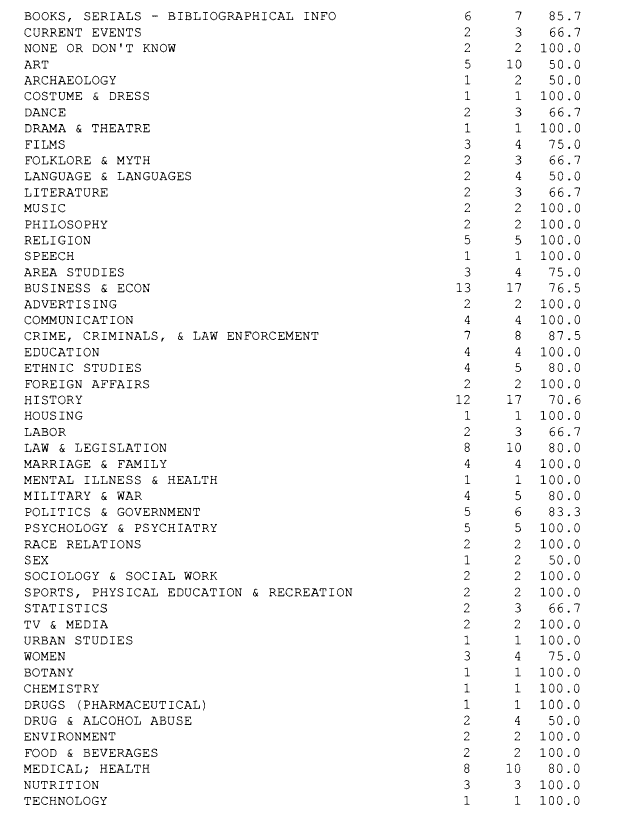 BOOKS, SERIALS - BIBLIOGRAPHICAL INFO 6 7 85.7
CURRENT EVENTS 2 3 66.7
NONE OR DON'T KNOW 2 2 100.0
ART 5 10 50.0
ARCHAEOLOGY 1 2 50.0
COSTUME & DRESS 1 1 100.0
DANCE 2 3 66.7
DRAMA & THEATRE 1 1 100.0
FILMS 3 4 75.0
FOLKLORE & MYTH 2 3 66.7
LANGUAGE & LANGUAGES 2 4 50.0
LITERATURE 2 3 66.7
MUSIC 2 2 100.0
PHILOSOPHY 2 2 100.0
RELIGION 5 5 100.0
SPEECH 1 1 100.0
AREA STUDIES 3 4 75.0
BUSINESS & ECON 13 17 76.5
ADVERTISING 2 2 100.0
COMMUNICATION 4 4 100.0
CRIME, CRIMINALS, & LAW ENFORCEMENT 7 8 87.5
EDUCATION 4 4 100.0
ETHNIC STUDIES 4 5 80.0
FOREIGN AFFAIRS 2 2 100.0
HISTORY 12 17 70.6
HOUSING 1 1 100.0
LABOR 2 3 66.7
LAW & LEGISLATION 8 10 80.0
MARRIAGE & FAMILY 4 4 100.0
MENTAL ILLNESS & HEALTH 1 1 100.0
MILITARY & WAR 4 5 80.0
POLITICS & GOVERNMENT 5 6 83.3
PSYCHOLOGY & PSYCHIATRY 5 5 100.0
RACE RELATIONS 2 2 100.0
SEX 1 2 50.0
SOCIOLOGY & SOCIAL WORK 2 2 100.0
SPORTS, PHYSICAL EDUCATION & RECREATION 2 2 100.0
STATISTICS 2 3 66.7
TV & MEDIA 2 2 100.0
URBAN STUDIES 1 1 100.0
WOMEN 3 4 75.0
BOTANY 1 1 100.0
CHEMISTRY 1 1 100.0
DRUGS (PHARMACEUTICAL) 1 1 100.0
DRUG & ALCOHOL ABUSE 2 4 50.0
ENVIRONMENT 2 2 100.0
FOOD & BEVERAGES 2 2 100.0
MEDICAL; HEALTH 8 10 80.0
NUTRITION 3 3 100.0
TECHNOLOGY 1 1 100.0